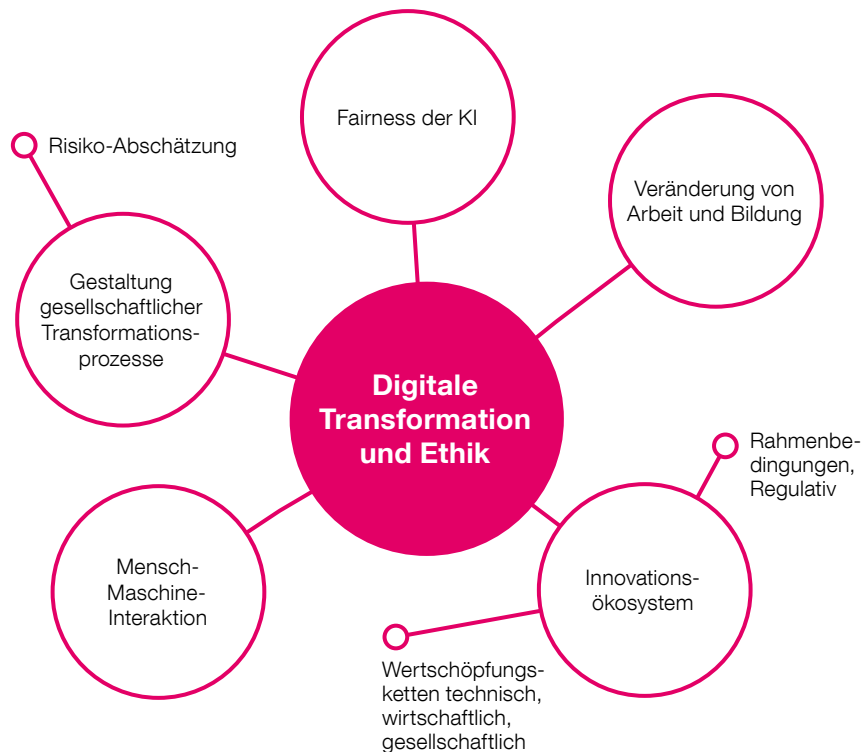 Fairness der KI
Risiko-Abschätzung
Veränderung von
Arbeit und Bildung
Gestaltung
gesellschaftlicher
Transformations-
prozesse
Digitale
Transformation
und Ethik
Rahmenbe-
dingungen,
Regulativ
Mensch-
Maschine-
Interaktion
Innovations-
ökosystem
Wertschöpfungs-
ketten technisch,
wirtschaftlich,
gesellschaftlich